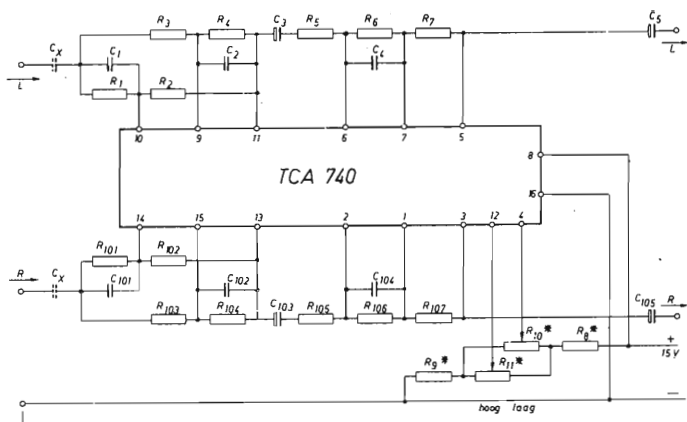 R3 R4 C3 R5 R6 R7 C5
CX C1 C2 C4
L L
R1 R2
10 9 11 6 7 5
TCA 740
8
16
14 15 13 2 1 3 12 4
R101 R102
R CX C101 C102 C104 R
R103 R104 C103 R105 R106 R107 C105
R10* R8* +
15V
R9* R11*
hoog laag